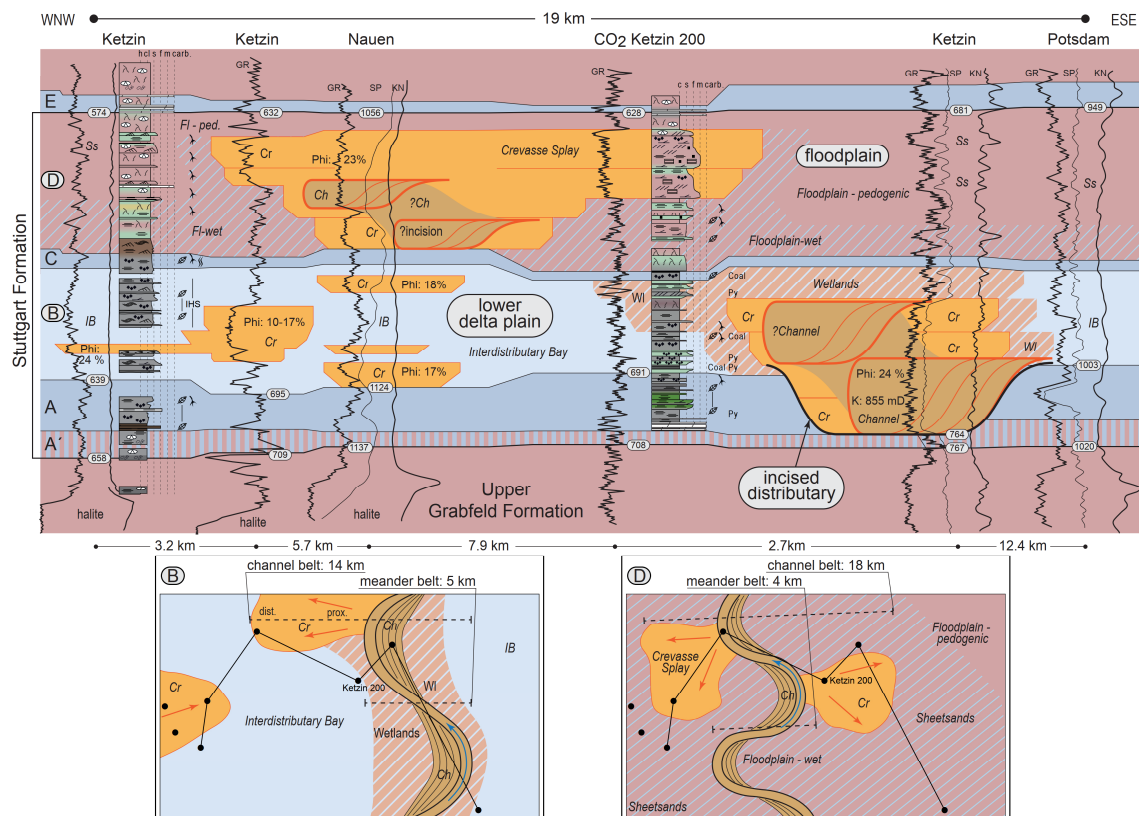 WNW 19 km ESE
Ketzin Ketzin Nauen CO2 Ketzin 200 Ketzin Potsdam
h cl s f m carb.
GR GR SP KN GR c s f m carb. GR SP KN GR SP KN
E 574 632 1056 628 681 949
Fl - ped.
Ss Cr Phi: 23% Crevasse Splay floodplain Ss Ss
D Ch ?Ch Floodplain - pedogenic Ss Ss
Fl-wet Cr ?incision Cr Floodplain-wet
C
Stuttgart Formation
Cr Phi: 18% Coal Wetlands
IHS WI Py
B IB Phi: 10-17% IB lower delta plain Cr ?Channel Cr IB
Cr Interdistributary Bay Coal Cr WI
Phi: 24 % Py
Cr Phi: 17% Coal Py Phi: 24 % 1003
639 695 1124 691
A K: 855 mD
Cr Channel
Py
A´ 1137 764
658 709 708 767 1020
incised distributary
Upper
Grabfeld Formation
halite halite halite
3.2 km 5.7 km 7.9 km 2.7km 12.4 km
B channel belt: 14 km
meander belt: 5 km
dist. prox.
Cr Ch IB
Ketzin 200
Cr WI
Interdistributary Bay Wetlands
Ch
D channel belt: 18 km
meander belt: 4 km
Floodplain -
pedogenic
Crevasse
Splay
Ketzin 200
Ch Cr
Sheetsands
Floodplain - wet
Sheetsands